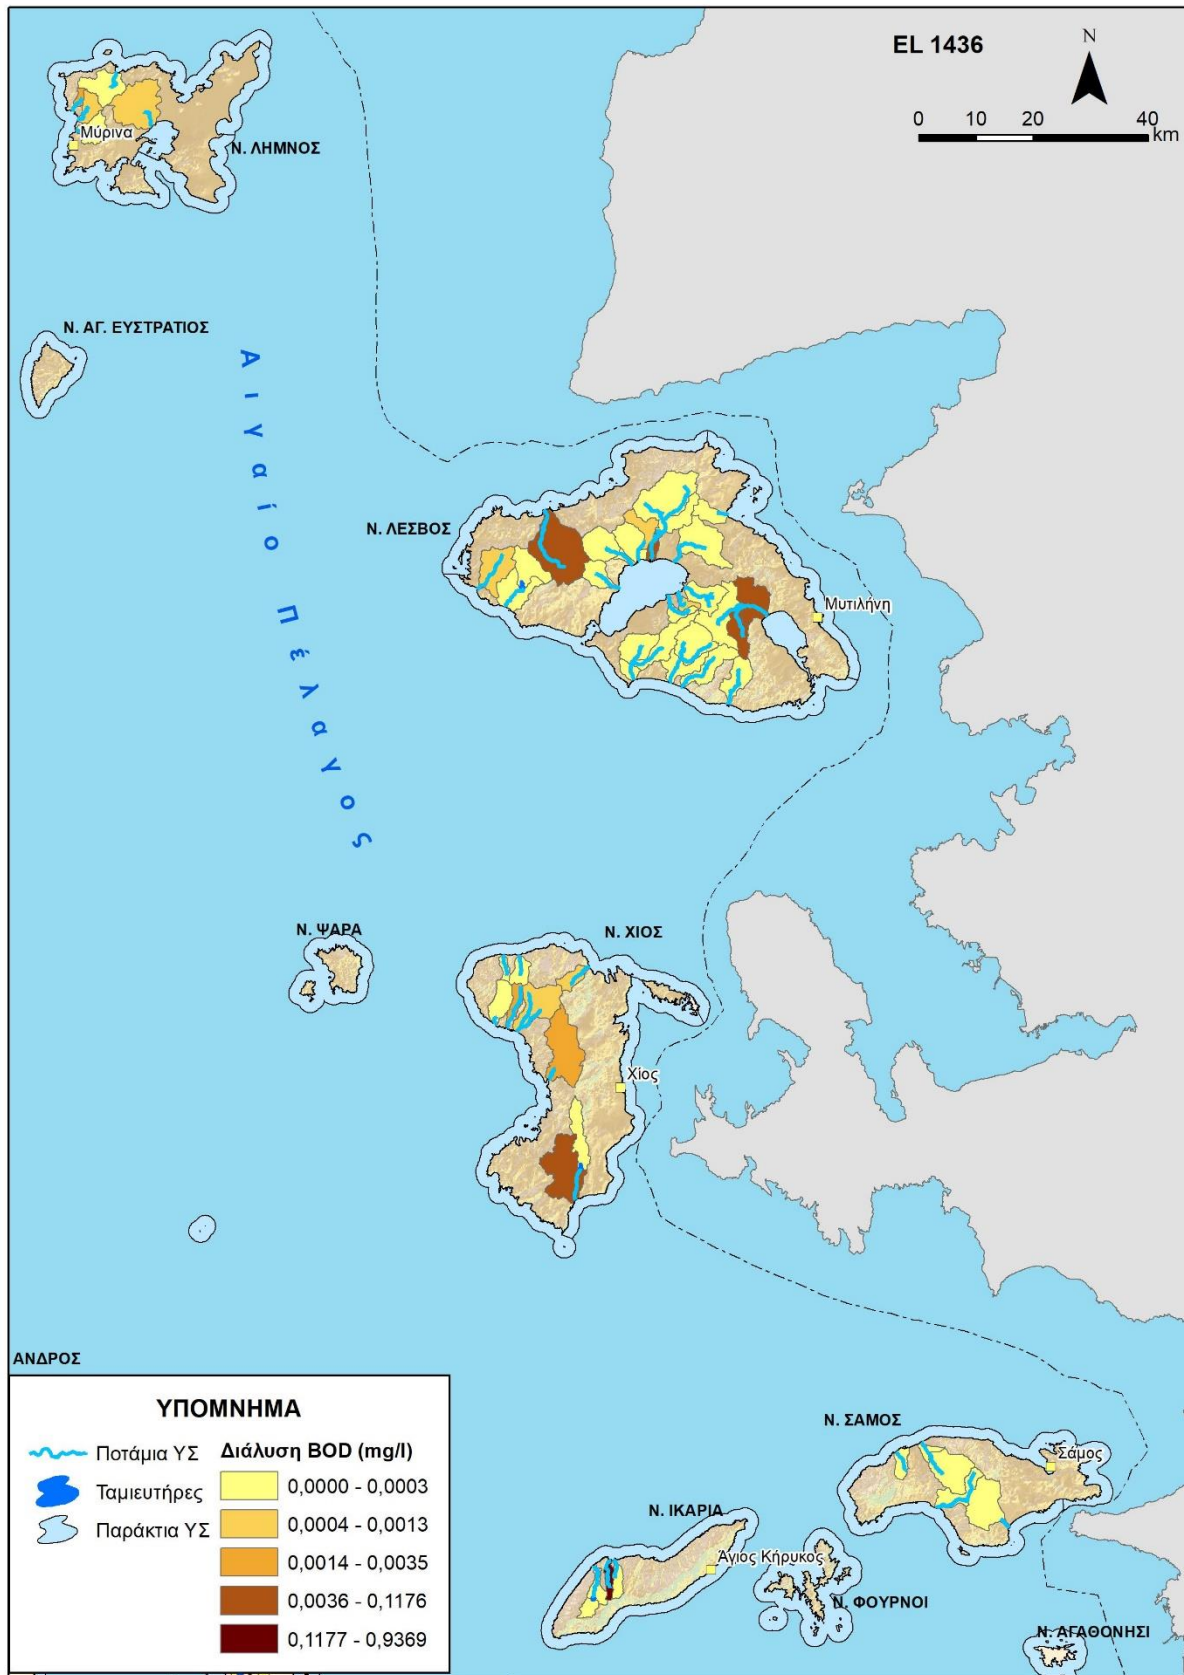 EL 1436
N
0 10 20 40
km
Μύρινα
Ν. ΛΗΜΝΟΣ
Ν. ΑΓ. ΕΥΣΤΡΑΤΙΟΣ
Αιγαίο Πέλαγος
Ν. ΛΕΣΒΟΣ
Μυτιλήνη
Ν. ΨΑΡΑ
Ν. ΧΙΟΣ
Χίος
ΑΝΔΡΟΣ
Ν. ΣΑΜΟΣ
Σάμος
Ν. ΙΚΑΡΙΑ
Άγιος Κήρυκος
Ν. ΦΟΥΡΝΟΙ
Ν. ΑΓΑΘΟΝΗΣΙ
ΥΠΟΜΝΗΜΑ
Ποτάμια ΥΣ
Ταμιευτήρες
Παράκτια ΥΣ
Διάλυση BOD (mg/l)
0,0000 - 0,0003
0,0004 - 0,0013
0,0014 - 0,0035
0,0036 - 0,1176
0,1177 - 0,9369